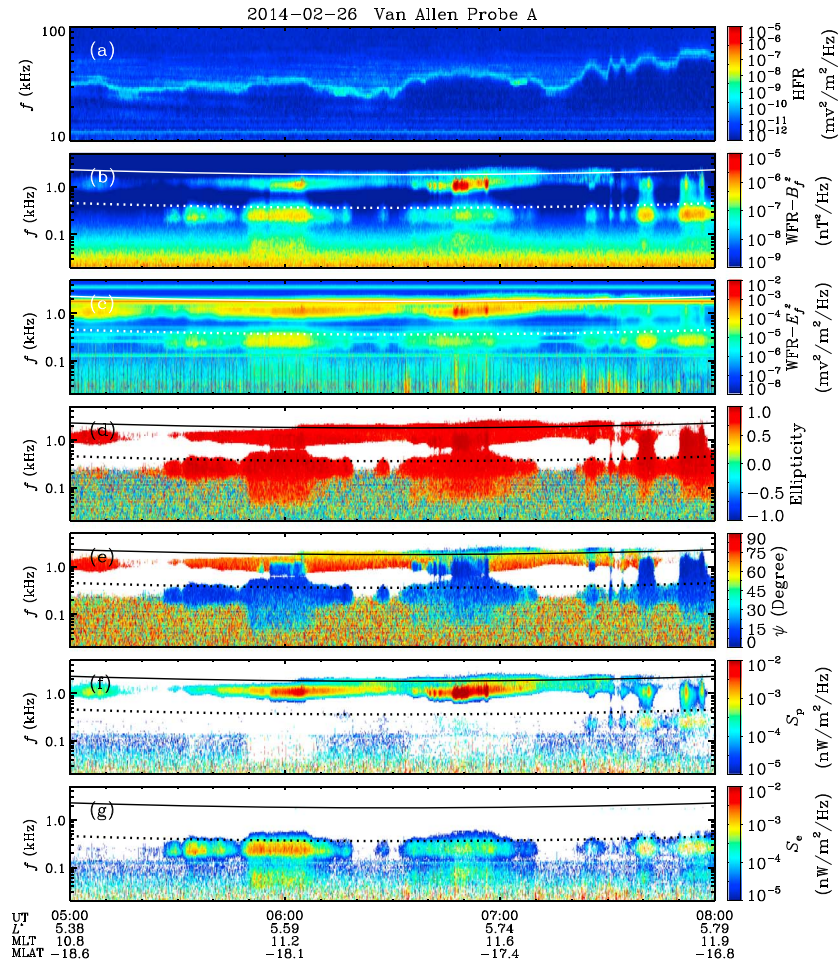 2014−02−26 Van Allen Probe A
(a)
100
10
f (kHz)
10⁻⁵
10⁻⁶
10⁻⁷
10⁻⁸
10⁻⁹
10⁻¹⁰
10⁻¹¹
10⁻¹²
HFR
(mv²/m²/Hz)
(b)
1.0
0.1
f (kHz)
10⁻⁵
10⁻⁶
10⁻⁷
10⁻⁸
10⁻⁹
WFR−B_f²
(nT²/Hz)
(c)
1.0
0.1
f (kHz)
10⁻²
10⁻³
10⁻⁴
10⁻⁵
10⁻⁶
10⁻⁷
10⁻⁸
WFR−E_f²
(mv²/m²/Hz)
(d)
1.0
0.1
f (kHz)
1.0
0.5
0.0
−0.5
−1.0
Ellipticity
(e)
1.0
0.1
f (kHz)
90
75
60
45
30
15
0
ψ (Degree)
(f)
1.0
0.1
f (kHz)
10⁻²
10⁻³
10⁻⁴
10⁻⁵
S_p
(nW/m²/Hz)
(g)
1.0
0.1
f (kHz)
10⁻²
10⁻³
10⁻⁴
10⁻⁵
S_e
(nW/m²/Hz)
UT 05:00 06:00 07:00 08:00
L* 5.38 5.59 5.74 5.79
MLT 10.8 11.2 11.6 11.9
MLAT −18.6 −18.1 −17.4 −16.8